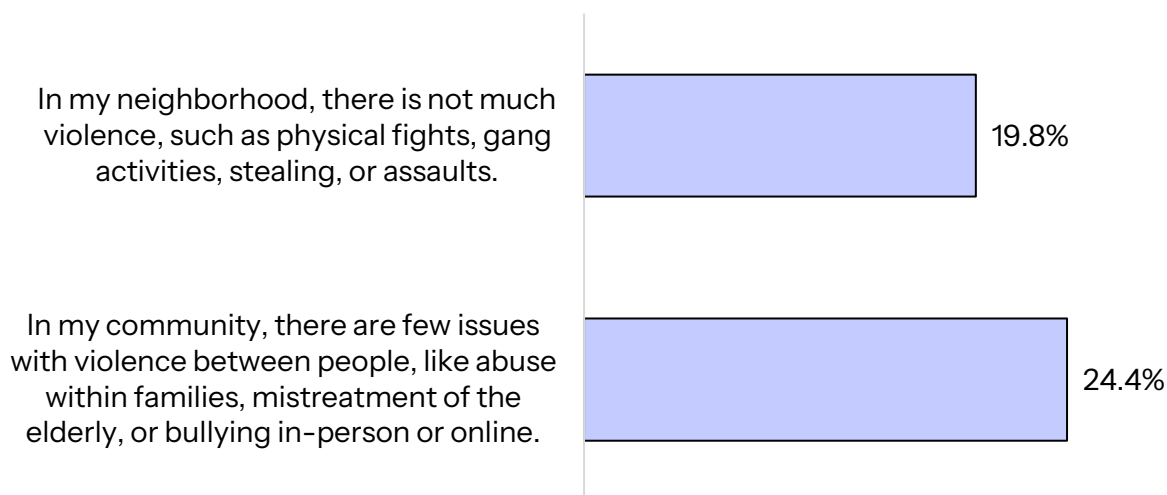 In my neighborhood, there is not much
violence, such as physical fights, gang
activities, stealing, or assaults.
19.8%
In my community, there are few issues
with violence between people, like abuse
within families, mistreatment of the
elderly, or bullying in-person or online.
24.4%